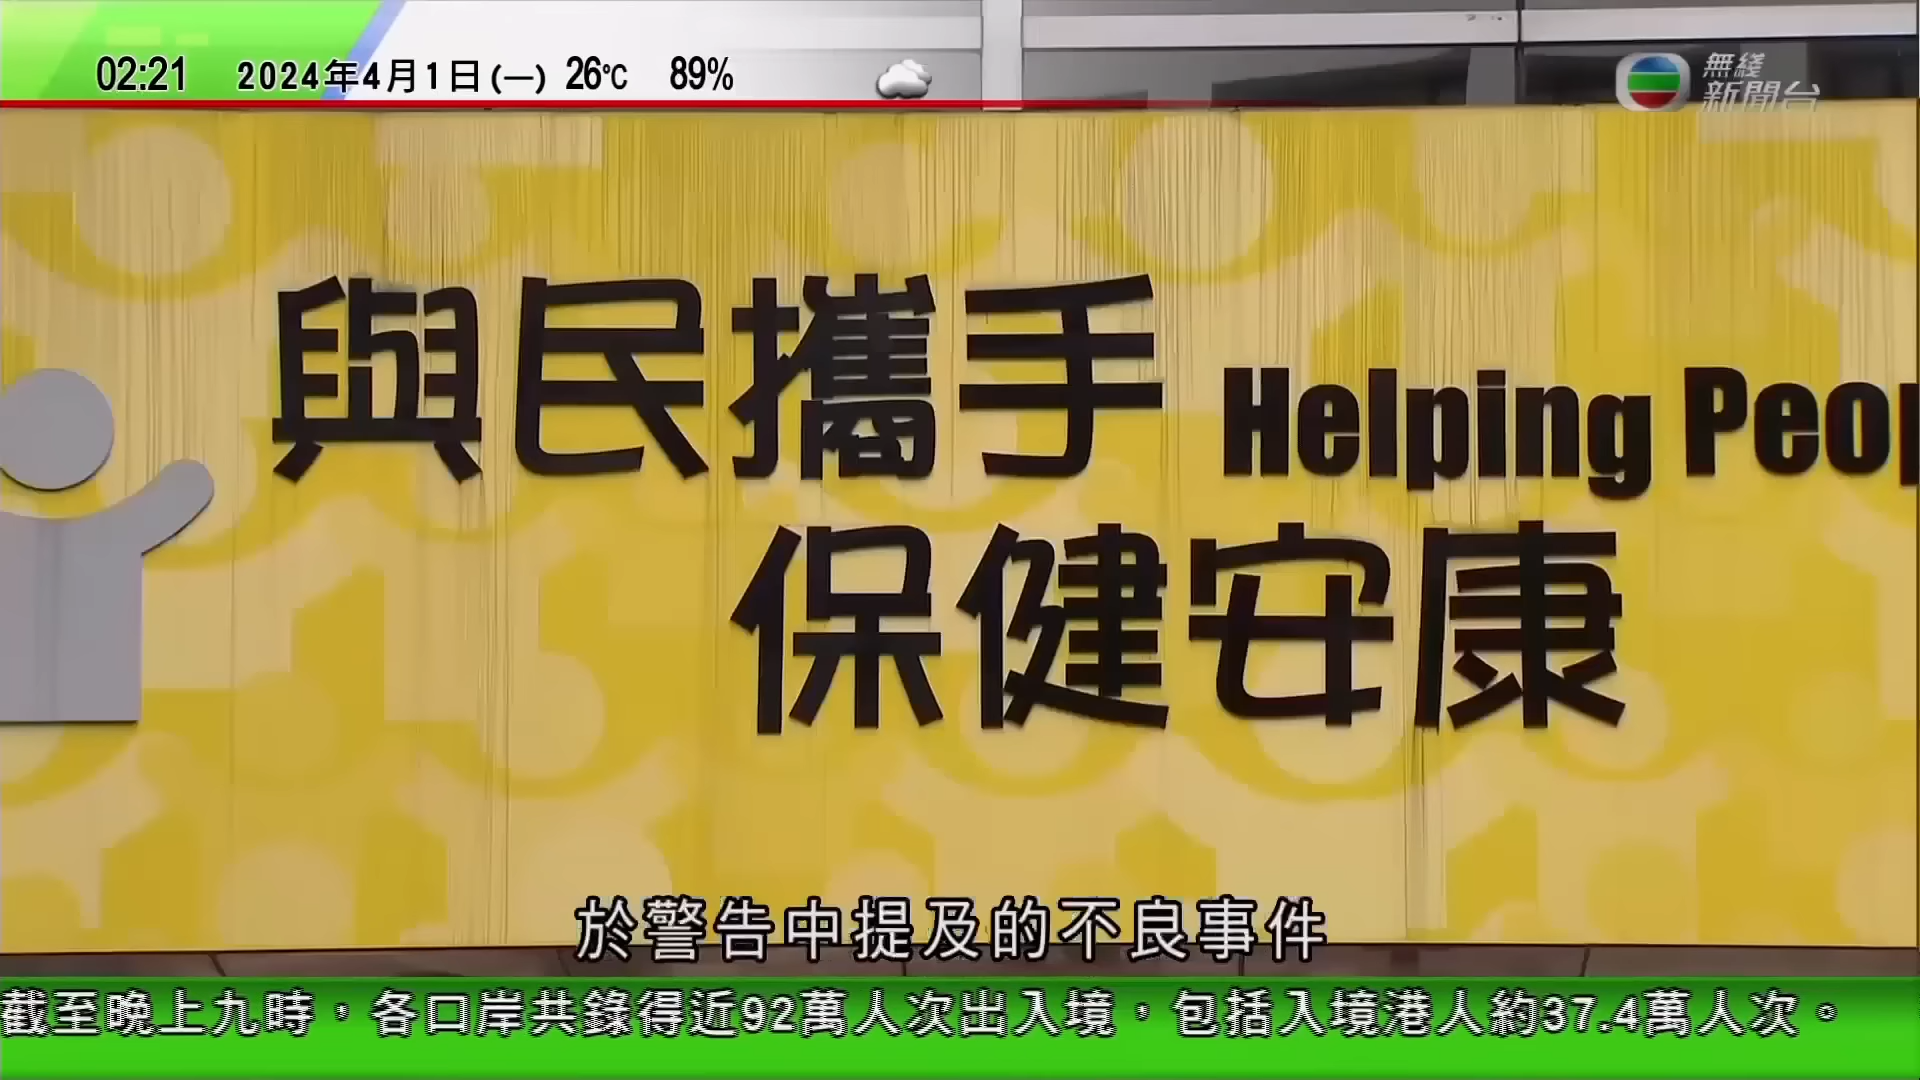 02:21 2024年4月1日(一) 26℃ 89%
無綫
新聞台
與民攜手 Helping Peop
保健安康
於警告中提及的不良事件
截至晚上九時，各口岸共錄得近92萬人次出入境，包括入境港人約37.4萬人次。